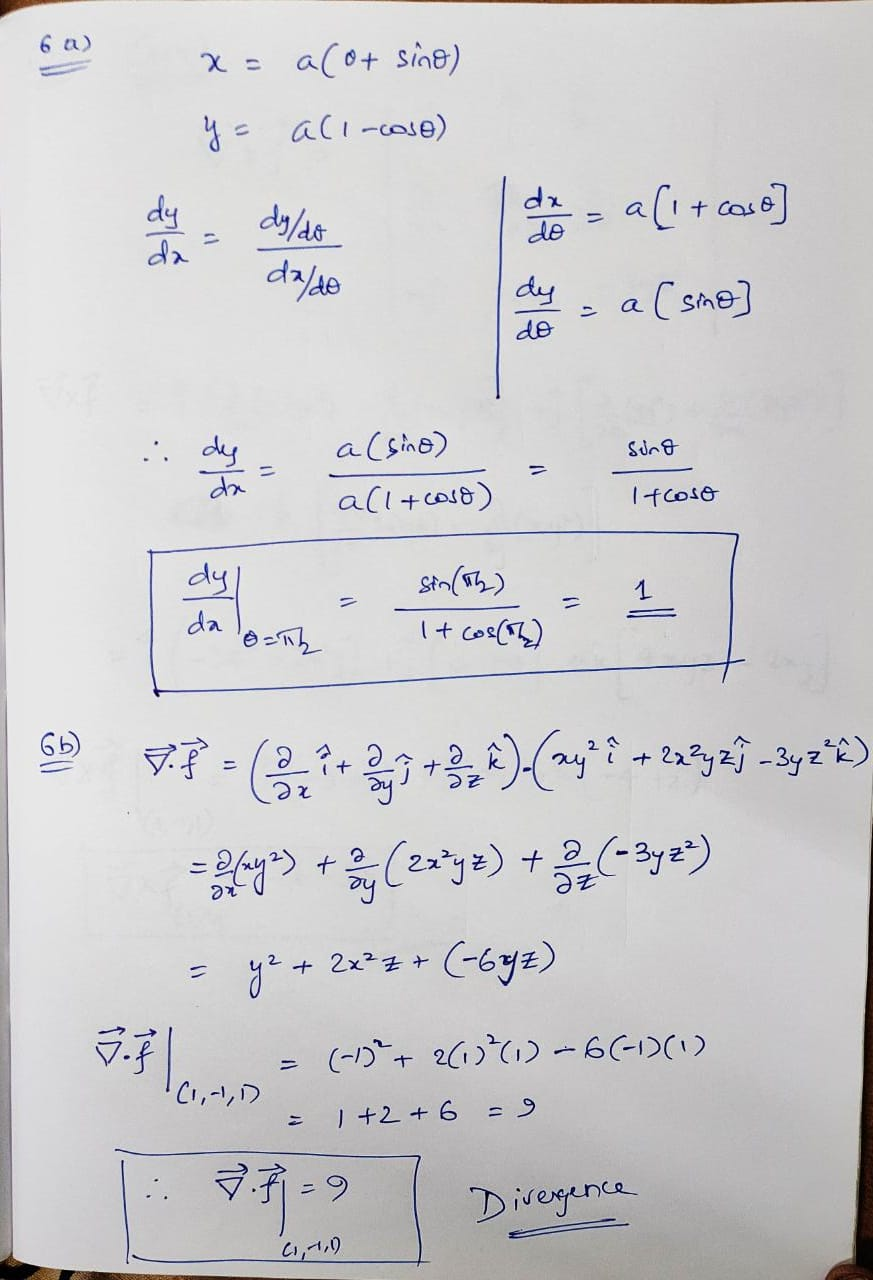 6 a)
x = a(θ + sinθ)
y = a(1 - cosθ)
dy/dx = (dy/dθ)/(dx/dθ)
dx/dθ = a[1 + cosθ]
dy/dθ = a[sinθ]
∴ dy/dx = a(sinθ)/a(1 + cosθ) = sinθ/(1 + cosθ)
dy/dx|θ=π/2 = sin(π/2)/(1 + cos(π/2)) = 1
6b) ∇⃗.f⃗ = (∂/∂x î + ∂/∂y ĵ + ∂/∂z k̂).(xy² î + 2x²yz ĵ - 3yz² k̂)
= ∂/∂x(xy²) + ∂/∂y(2x²yz) + ∂/∂z(-3yz²)
= y² + 2x²z + (-6yz)
∇⃗.f⃗|(1,-1,1) = (-1)² + 2(1)²(1) - 6(-1)(1)
= 1 + 2 + 6 = 9
∴ ∇⃗.f⃗|(1,-1,1) = 9
Divergence